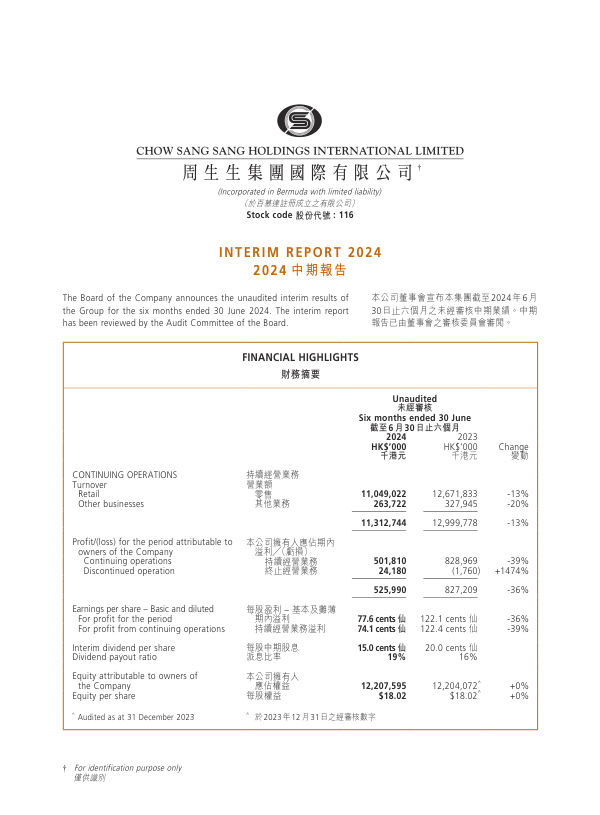 CHOW SANG SANG HOLDINGS INTERNATIONAL LIMITED
周生生集團國際有限公司†
(Incorporated in Bermuda with limited liability)
（於百慕達註冊成立之有限公司）
Stock code 股份代號 : 116
INTERIM REPORT 2024
2024 中期報告
The Board of the Company announces the unaudited interim results of
the Group for the six months ended 30 June 2024. The interim report
has been reviewed by the Audit Committee of the Board.
本公司董事會宣布本集團截至2024年6月
30日止六個月之未經審核中期業績。中期
報告已由董事會之審核委員會審閱。
FINANCIAL HIGHLIGHTS
財務摘要
Unaudited
未經審核
Six months ended 30 June
截至6月30日止六個月
2024 2023
HK$'000 HK$'000 Change
千港元 千港元 變動
CONTINUING OPERATIONS 持續經營業務
Turnover 營業額
Retail 零售 11,049,022 12,671,833 -13%
Other businesses 其他業務 263,722 327,945 -20%
11,312,744 12,999,778 -13%
Profit/(loss) for the period attributable to 本公司擁有人應佔期內
owners of the Company 溢利／（虧損）
Continuing operations 持續經營業務 501,810 828,969 -39%
Discontinued operation 終止經營業務 24,180 (1,760) +1474%
525,990 827,209 -36%
Earnings per share – Basic and diluted 每股盈利 – 基本及攤薄
For profit for the period 期內溢利 77.6 cents 仙 122.1 cents 仙 -36%
For profit from continuing operations 持續經營業務溢利 74.1 cents 仙 122.4 cents 仙 -39%
Interim dividend per share 每股中期股息 15.0 cents 仙 20.0 cents 仙
Dividend payout ratio 派息比率 19% 16%
Equity attributable to owners of 本公司擁有人
the Company 應佔權益 12,207,595 12,204,072^ +0%
Equity per share 每股權益 $18.02 $18.02^ +0%
^ Audited as at 31 December 2023 ^ 於2023年12月31日之經審核數字
† For identification purpose only
僅供識別